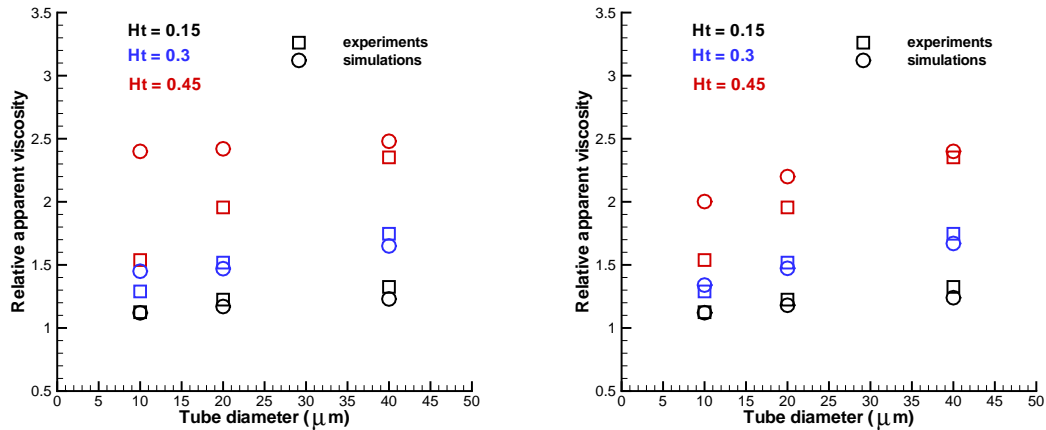 3.5
Ht = 0.15
experiments
Ht = 0.3
simulations
3
Ht = 0.45
2.5
2
1.5
1
0.5
0 5 10 15 20 25 30 35 40 45 50
Tube diameter (μm)
Relative apparent viscosity
3.5
Ht = 0.15
experiments
Ht = 0.3
simulations
3
Ht = 0.45
2.5
2
1.5
1
0.5
0 5 10 15 20 25 30 35 40 45 50
Tube diameter (μm)
Relative apparent viscosity